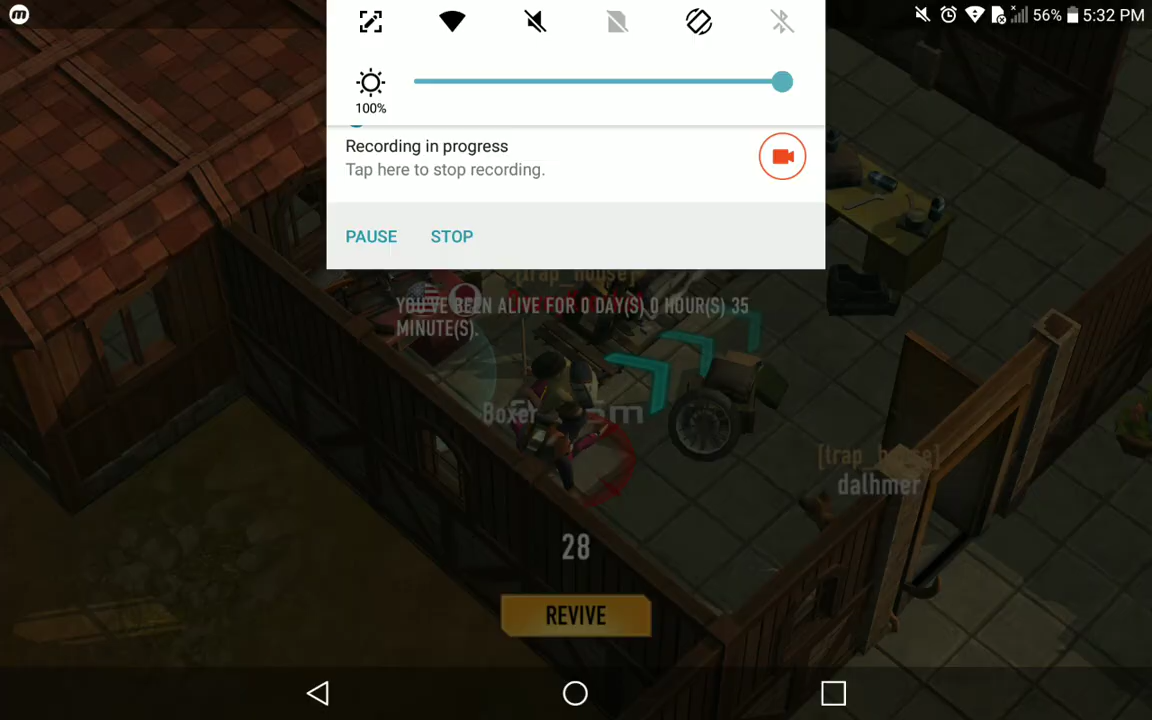 56% 5:32 PM
100%
Recording in progress
Tap here to stop recording.
PAUSE STOP
[trap_house]
YOU'VE BEEN ALIVE FOR 0 DAY(S) 0 HOUR(S) 35
MINUTE(S).
Boxer
[trap_house]
dalhmer
28
REVIVE